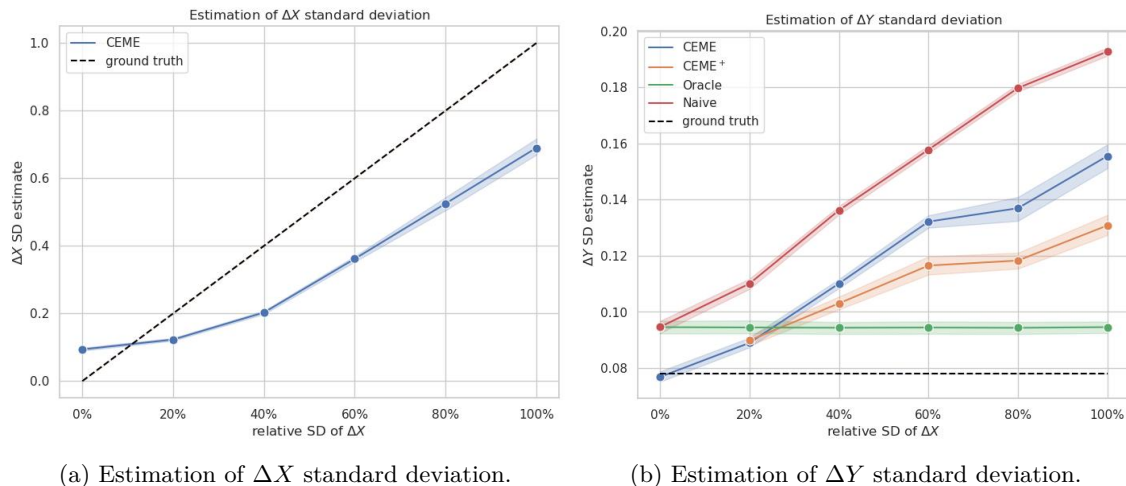 Estimation of ΔX standard deviation
CEME
ground truth
1.0
0.8
0.6
0.4
0.2
0.0
ΔX SD estimate
0%
20%
40%
60%
80%
100%
relative SD of ΔX
(a) Estimation of ΔX standard deviation.
Estimation of ΔY standard deviation
CEME
CEME⁺
Oracle
Naive
ground truth
0.20
0.18
0.16
0.14
0.12
0.10
0.08
ΔY SD estimate
0%
20%
40%
60%
80%
100%
relative SD of ΔX
(b) Estimation of ΔY standard deviation.